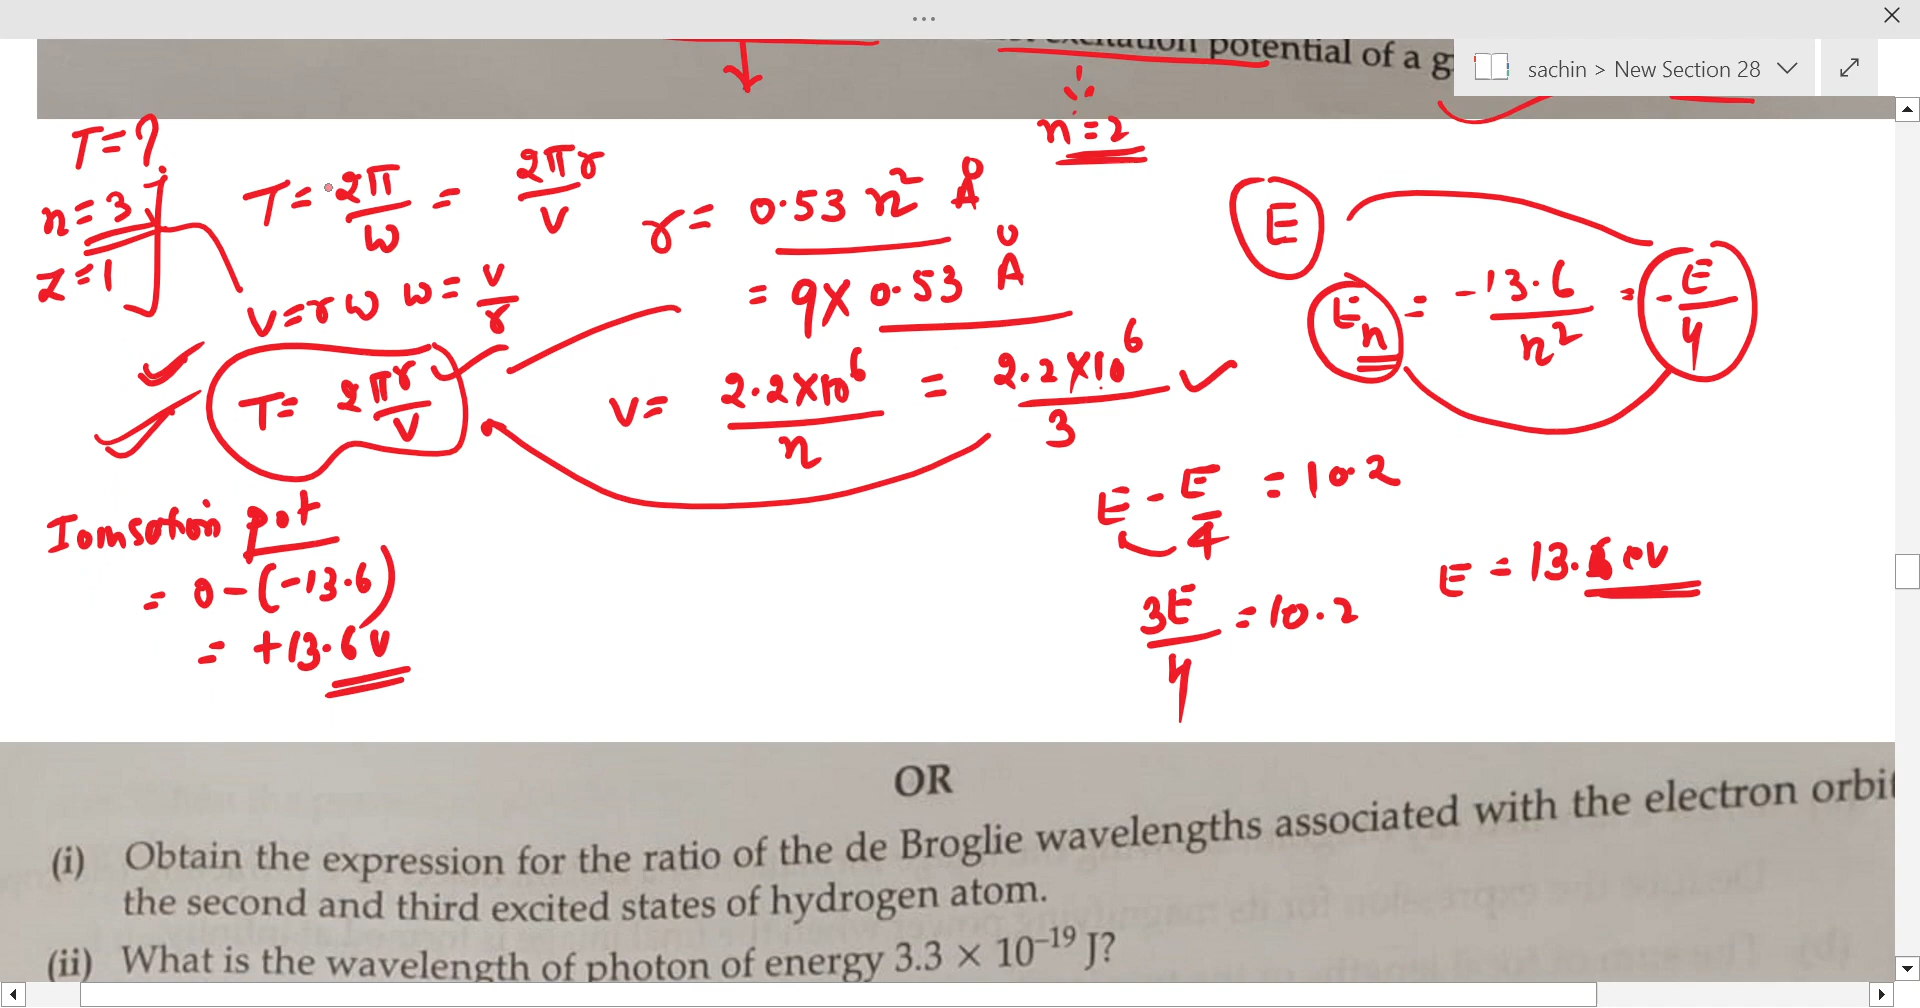 excitation potential of a g
sachin > New Section 28
n = 2
T = ?
n = 3
z = 1
T = 2π/ω = 2πr/v
v = rω ω = v/r
T = 2πr/v
r = 0.53 n² Å
= 9 × 0.53 Å
v = 2.2×10⁶/n = 2.2×10⁶/3
E
Eₙ = -13.6/n² = -E/4
E - E/4 = 10.2
3E/4 = 10.2
E = 13.6 eV
Ionsation pot
= 0 - (-13.6)
= +13.6 V
OR
(i) Obtain the expression for the ratio of the de Broglie wavelengths associated with the electron orbit
the second and third excited states of hydrogen atom.
(ii) What is the wavelength of photon of energy 3.3 × 10⁻¹⁹ J?